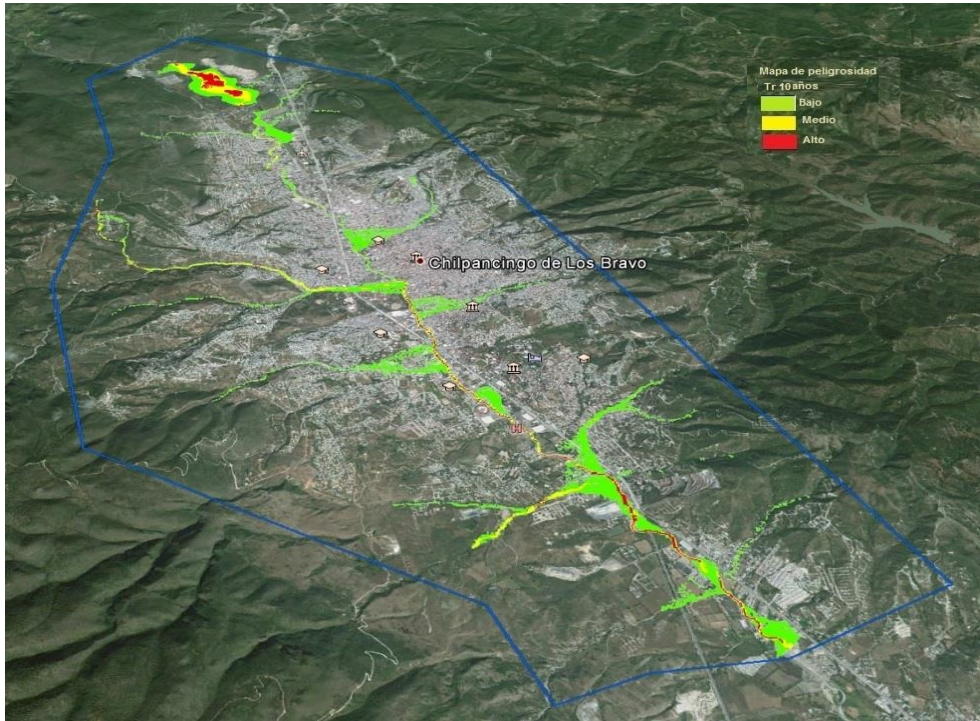 Mapa de peligrosidad
Tr 10años
Bajo
Medio
Alto
Chilpancingo de Los Bravo
H